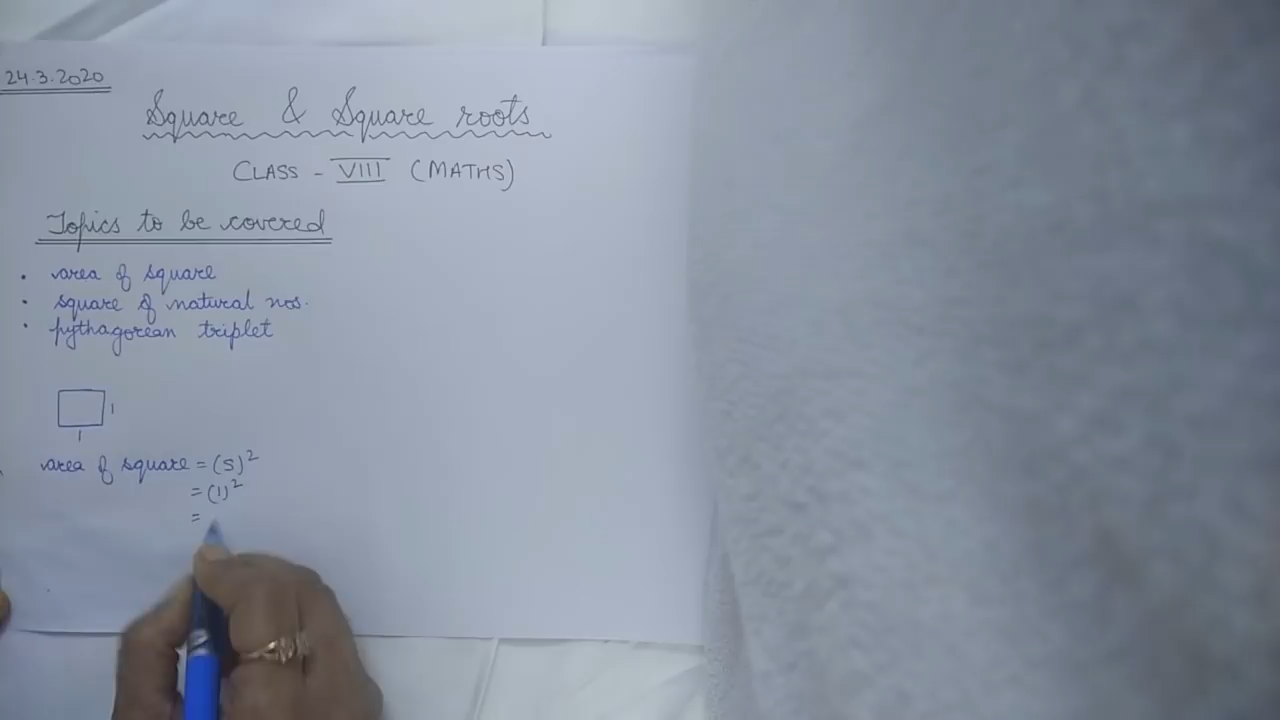 24.3.2020
Square & Square roots
CLASS - VIII (MATHS)
Topics to be covered
• area of square
• square of natural nos.
• pythagorean triplet
1
1
area of square = (S)²
= (1)²
=